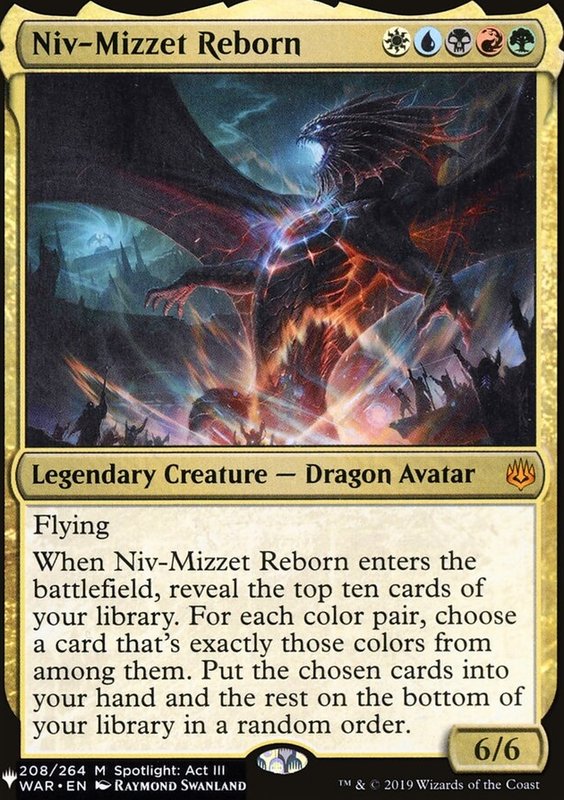 Niv-Mizzet Reborn
Legendary Creature — Dragon Avatar
Flying
When Niv-Mizzet Reborn enters the
battlefield, reveal the top ten cards of
your library. For each color pair, choose
a card that's exactly those colors from
among them. Put the chosen cards into
your hand and the rest on the bottom of
your library in a random order.
6/6
208/264 M Spotlight: Act III
WAR • EN Raymond Swanland
™ & © 2019 Wizards of the Coast